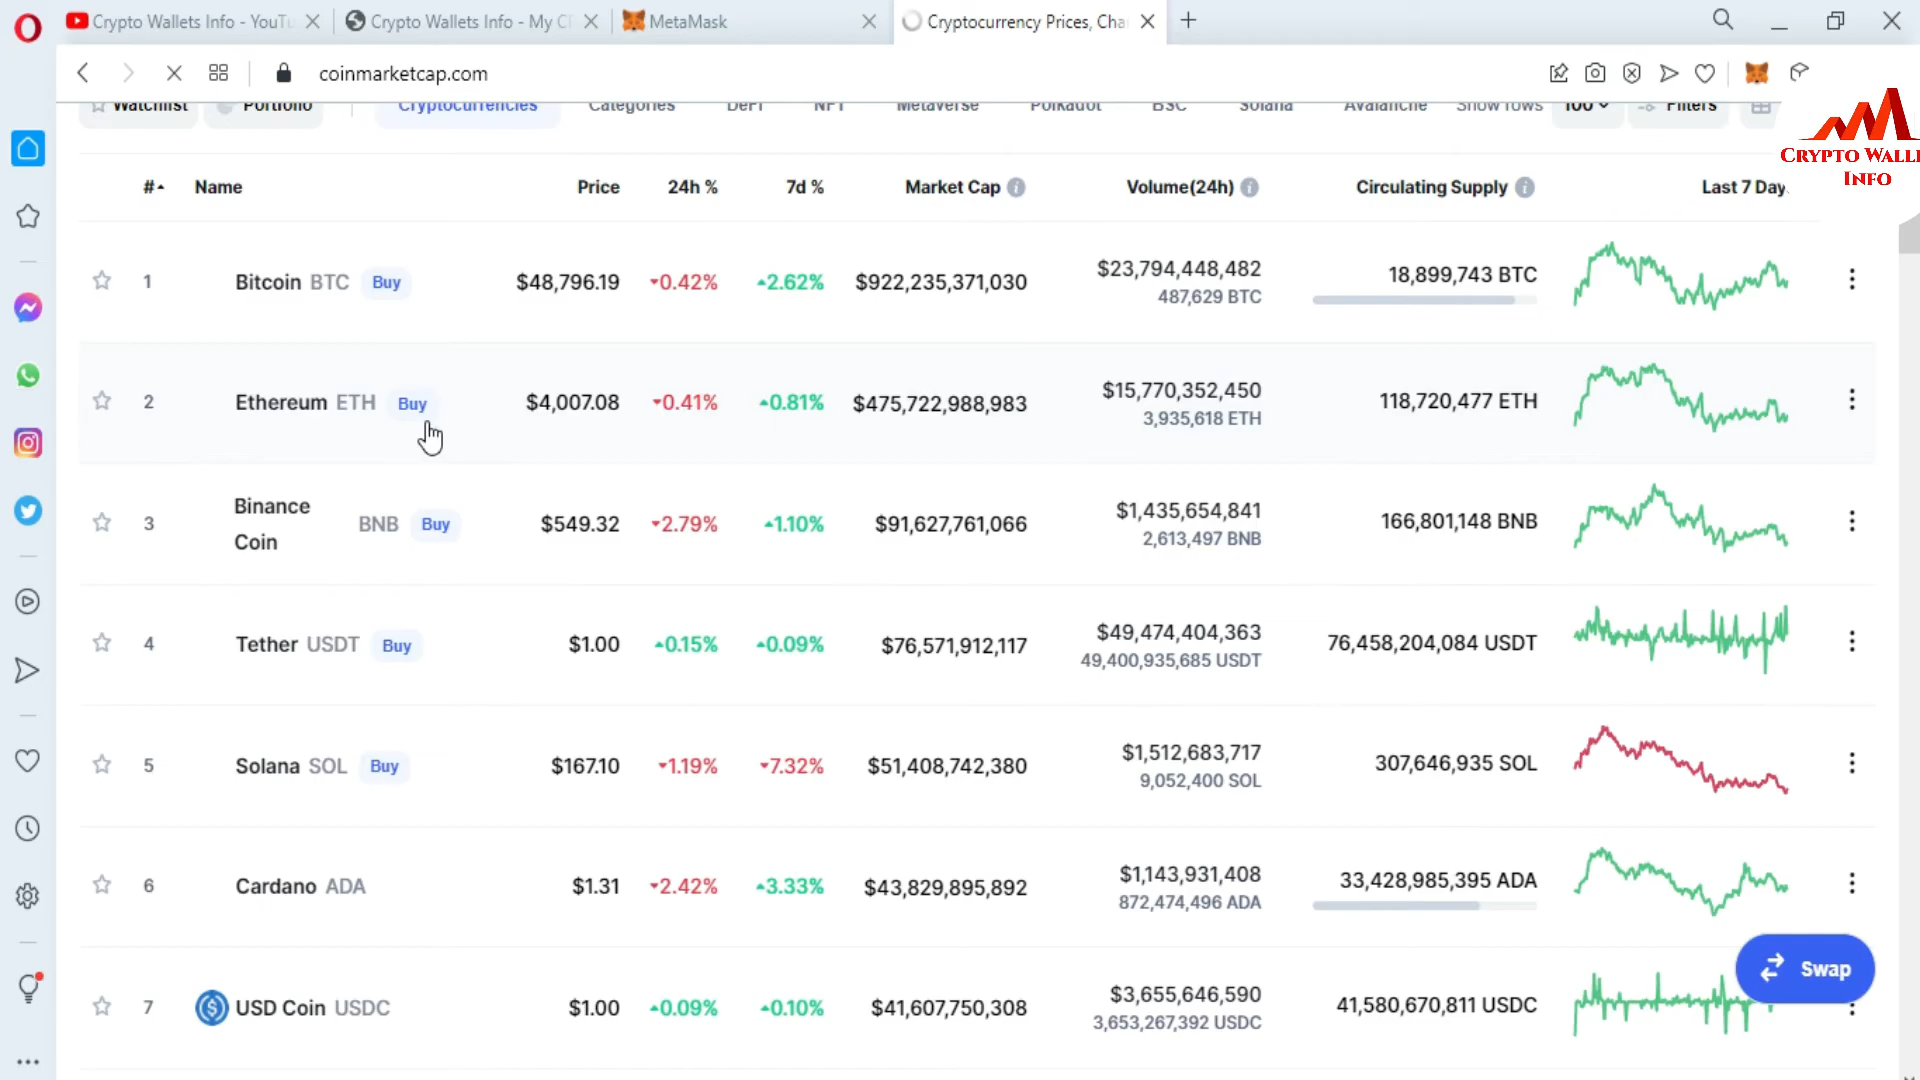 Crypto Wallets Info - YouTu
Crypto Wallets Info - My Cr
MetaMask
Cryptocurrency Prices, Cha
coinmarketcap.com
Watchlist Portfolio Cryptocurrencies Categories DeFi NFT Metaverse Polkadot BSC Solana Avalanche Show rows 100 Filters
CRYPTO WALLE
INFO
# Name Price 24h % 7d % Market Cap Volume(24h) Circulating Supply Last 7 Day
1 Bitcoin BTC Buy $48,796.19 0.42% 2.62% $922,235,371,030 $23,794,448,482 18,899,743 BTC
487,629 BTC
2 Ethereum ETH Buy $4,007.08 0.41% 0.81% $475,722,988,983 $15,770,352,450 118,720,477 ETH
3,935,618 ETH
3 Binance Coin BNB Buy $549.32 2.79% 1.10% $91,627,761,066 $1,435,654,841 166,801,148 BNB
2,613,497 BNB
4 Tether USDT Buy $1.00 0.15% 0.09% $76,571,912,117 $49,474,404,363 76,458,204,084 USDT
49,400,935,685 USDT
5 Solana SOL Buy $167.10 1.19% 7.32% $51,408,742,380 $1,512,683,717 307,646,935 SOL
9,052,400 SOL
6 Cardano ADA $1.31 2.42% 3.33% $43,829,895,892 $1,143,931,408 33,428,985,395 ADA
872,474,496 ADA
Swap
7 USD Coin USDC $1.00 0.09% 0.10% $41,607,750,308 $3,655,646,590 41,580,670,811 USDC
3,653,267,392 USDC